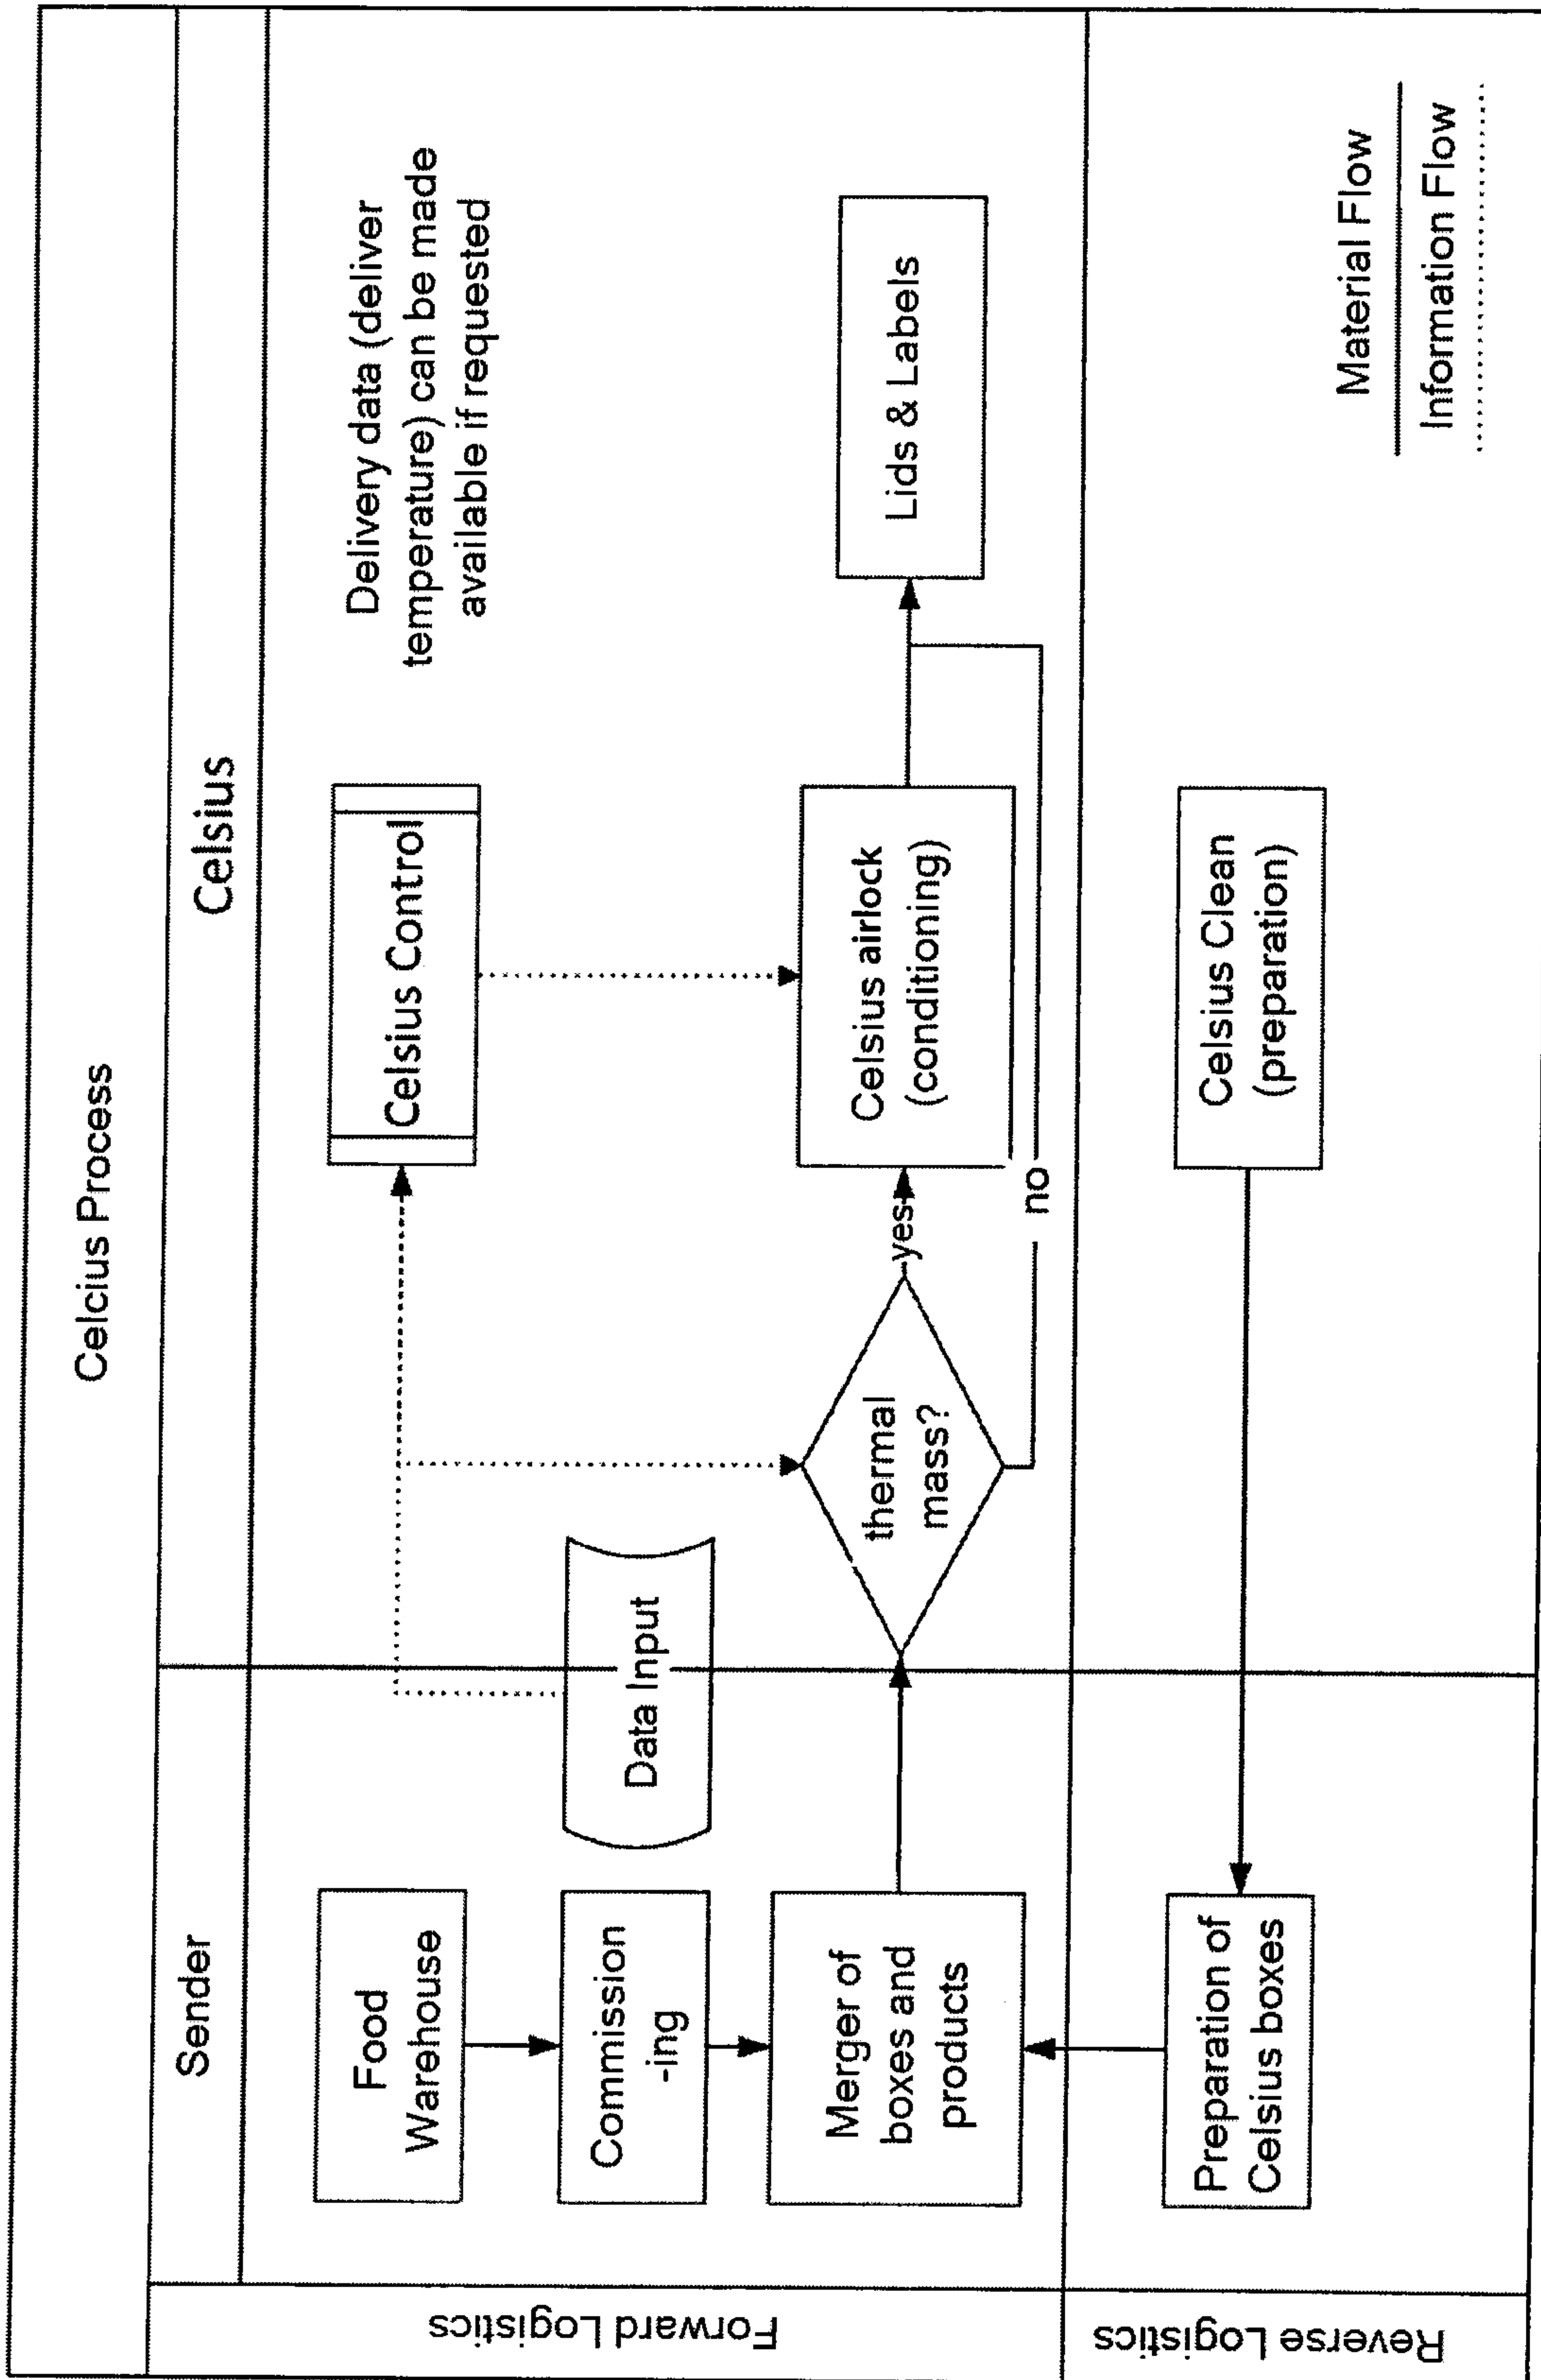 Celcius Process
Sender
Celsius
Forward Logistics
Food
Warehouse
Commission
-ing
Merger of
boxes and
products
Data Input
thermal
mass?
yes
no
Celsius Control
Celsius airlock
(conditioning)
Delivery data (deliver
temperature) can be made
available if requested
Lids & Labels
Reverse Logistics
Preparation of
Celsius boxes
Celsius Clean
(preparation)
Material Flow
Information Flow